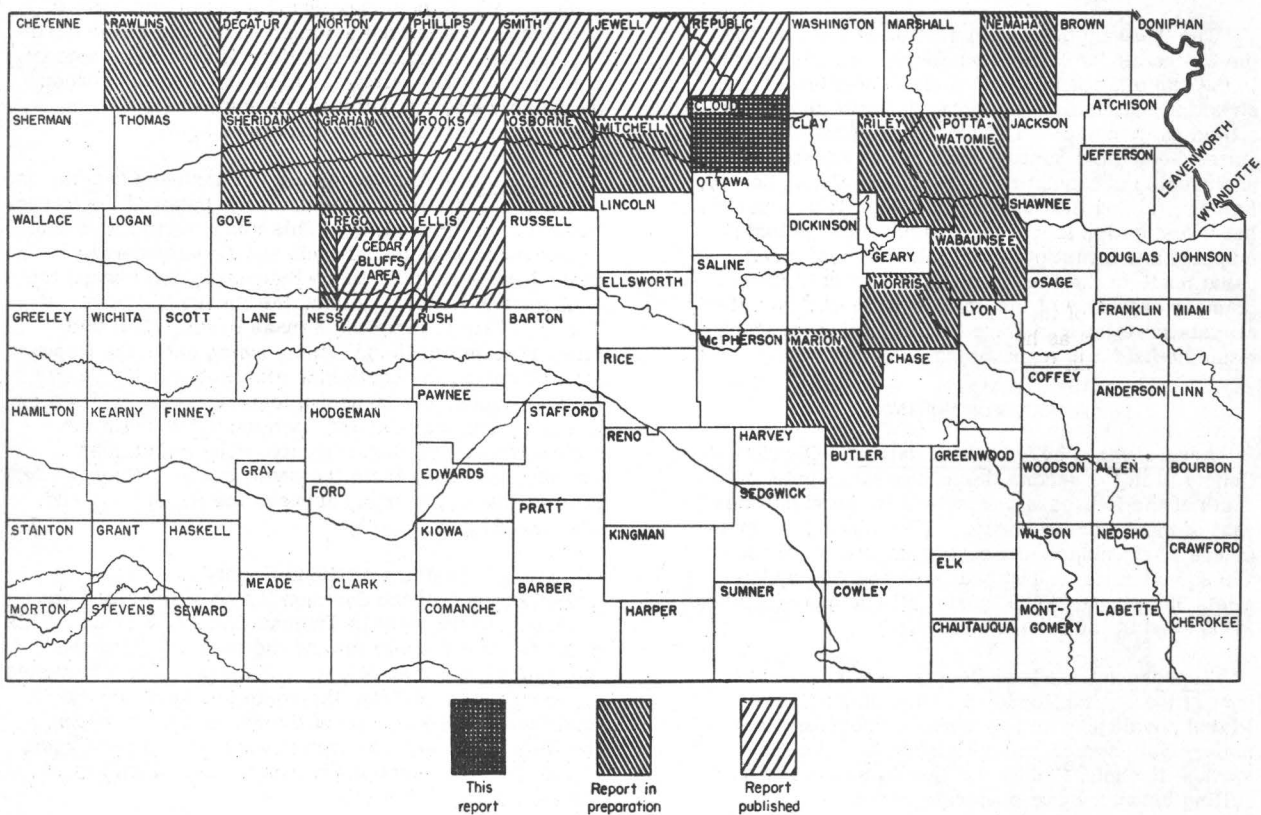 CHEYENNE
RAWLINS
DECATUR
NORTON
PHILLIPS
SMITH
JEWELL
REPUBLIC
WASHINGTON
MARSHALL
NEMAHA
BROWN
DONIPHAN
SHERMAN
THOMAS
SHERIDAN
GRAHAM
ROOKS
OSBORNE
MITCHELL
CLOUD
CLAY
RILEY
POTTA-
WATOMIE
JACKSON
ATCHISON
JEFFERSON
LEAVENWORTH
WYANDOTTE
OTTAWA
WALLACE
LOGAN
GOVE
TREGO
ELLIS
RUSSELL
LINCOLN
DICKINSON
SHAWNEE
CEDAR
BLUFFS
AREA
SALINE
GEARY
WABAUNSEE
DOUGLAS
JOHNSON
ELLSWORTH
MORRIS
OSAGE
GREELEY
WICHITA
SCOTT
LANE
NESS
RUSH
BARTON
McPHERSON
MARION
CHASE
LYON
FRANKLIN
MIAMI
RICE
COFFEY
ANDERSON
LINN
PAWNEE
HAMILTON
KEARNY
FINNEY
HODGEMAN
STAFFORD
RENO
HARVEY
BUTLER
GREENWOOD
WOODSON
ALLEN
BOURBON
GRAY
EDWARDS
FORD
SEDGWICK
PRATT
STANTON
GRANT
HASKELL
KIOWA
KINGMAN
WILSON
NEOSHO
CRAWFORD
ELK
MEADE
CLARK
BARBER
SUMNER
COWLEY
MORTON
STEVENS
SEWARD
COMANCHE
HARPER
CHAUTAUQUA
MONT-
GOMERY
LABETTE
CHEROKEE
This
report
Report in
preparation
Report
published